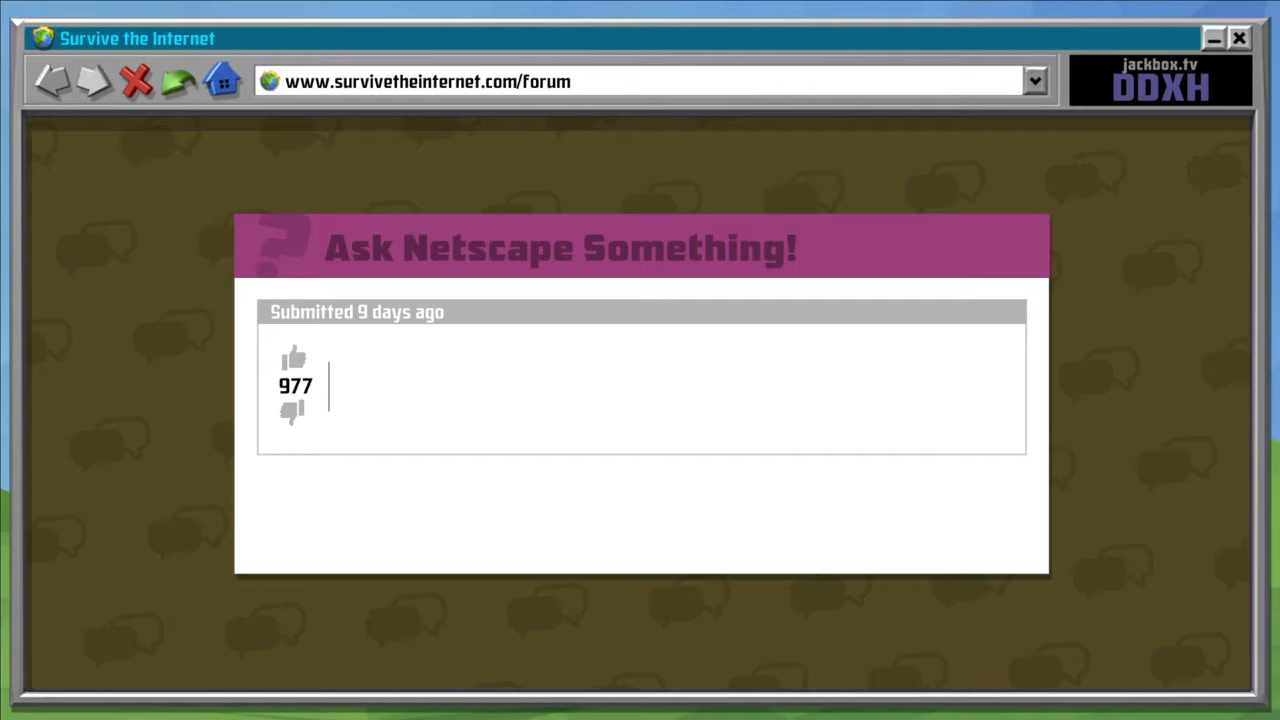 Survive the Internet
www.survivetheinternet.com/forum
jackbox.tv
DDXH
? Ask Netscape Something!
Submitted 9 days ago
977